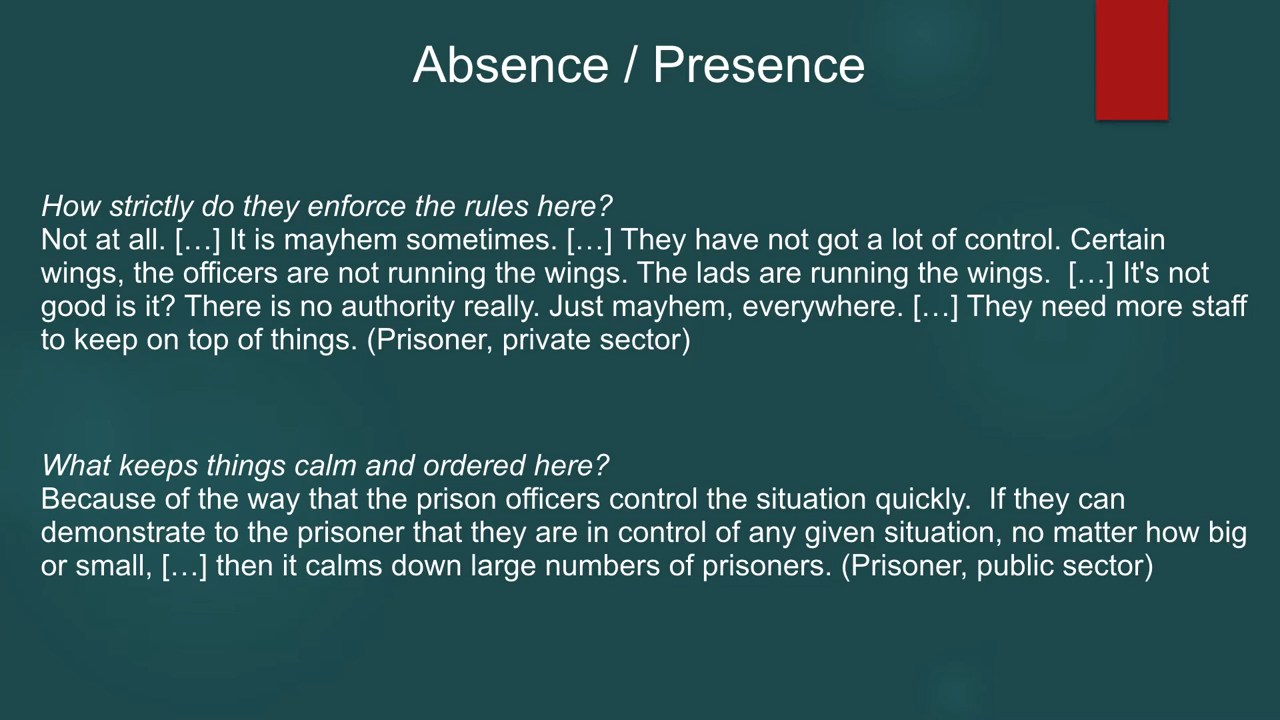 Absence / Presence
How strictly do they enforce the rules here?
Not at all. […] It is mayhem sometimes. […] They have not got a lot of control. Certain
wings, the officers are not running the wings. The lads are running the wings.  […] It's not
good is it? There is no authority really. Just mayhem, everywhere. […] They need more staff
to keep on top of things. (Prisoner, private sector)
What keeps things calm and ordered here?
Because of the way that the prison officers control the situation quickly.  If they can
demonstrate to the prisoner that they are in control of any given situation, no matter how big
or small, […] then it calms down large numbers of prisoners. (Prisoner, public sector)